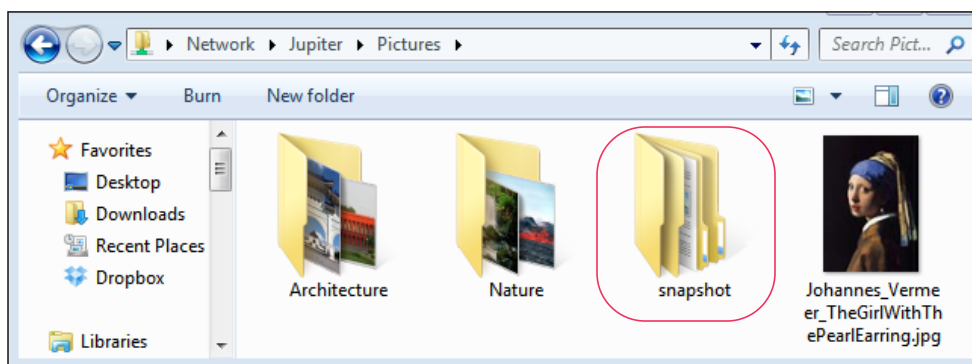 Network ▸ Jupiter ▸ Pictures ▸
Search Pict...
Organize Burn New folder
Favorites
Desktop
Downloads
Recent Places
Dropbox
Libraries
Architecture
Nature
snapshot
Johannes_Verme
er_TheGirlWithTh
ePearlEarring.jpg